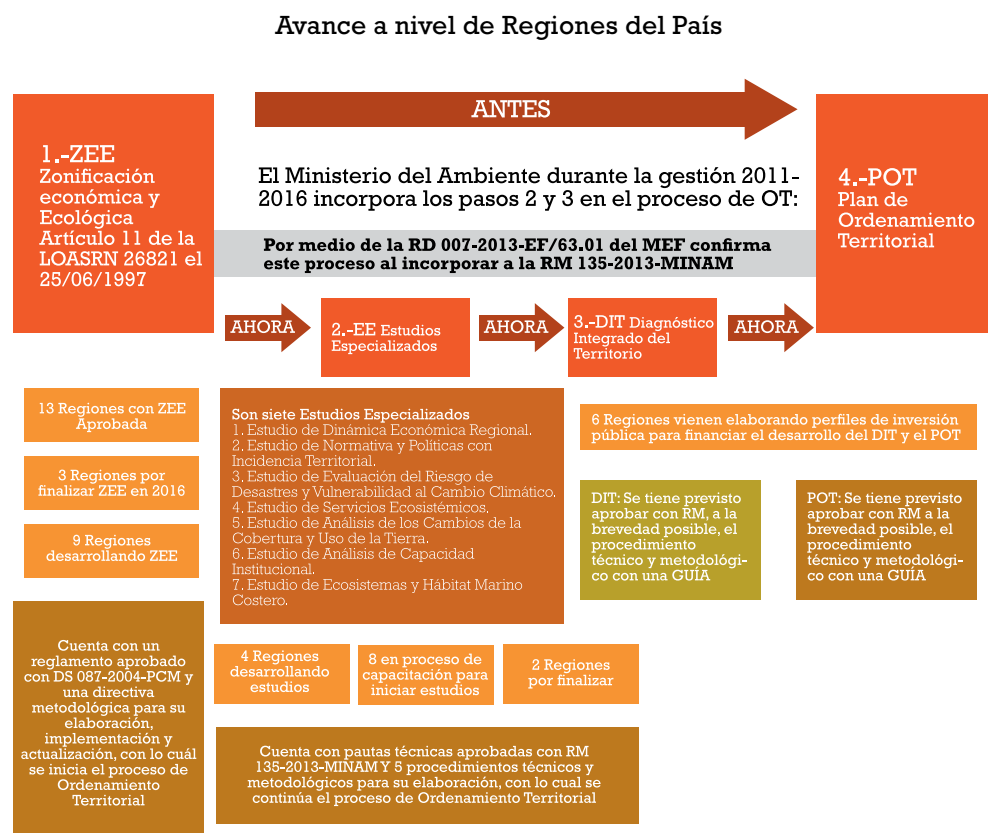 Avance a nivel de Regiones del País
ANTES
1.-ZEE
Zonificación
económica y
Ecológica
Artículo 11 de la
LOASRN 26821 el
25/06/1997
El Ministerio del Ambiente durante la gestión 2011-
2016 incorpora los pasos 2 y 3 en el proceso de OT:
4.-POT
Plan de
Ordenamiento
Territorial
Por medio de la RD 007-2013-EF/63.01 del MEF confirma
este proceso al incorporar a la RM 135-2013-MINAM
AHORA
2.-EE Estudios
Especializados
AHORA
3.-DIT Diagnóstico
Integrado del
Territorio
AHORA
13 Regiones con ZEE
Aprobada
3 Regiones por
finalizar ZEE en 2016
9 Regiones
desarrollando ZEE
Cuenta con un
reglamento aprobado
con DS 087-2004-PCM y
una directiva
metodológica para su
elaboración,
implementación y
actualización, con lo cuál
se inicia el proceso de
Ordenamiento
Territorial
Son siete Estudios Especializados
1. Estudio de Dinámica Económica Regional.
2. Estudio de Normativa y Políticas con
Incidencia Territorial.
3. Estudio de Evaluación del Riesgo de
Desastres y Vulnerabilidad al Cambio Climático.
4. Estudio de Servicios Ecosistémicos.
5. Estudio de Análisis de los Cambios de la
Cobertura y Uso de la Tierra.
6. Estudio de Análisis de Capacidad
Institucional.
7. Estudio de Ecosistemas y Hábitat Marino
Costero.
4 Regiones
desarrollando
estudios
8 en proceso de
capacitación para
iniciar estudios
2 Regiones
por finalizar
Cuenta con pautas técnicas aprobadas con RM
135-2013-MINAM Y 5 procedimientos técnicos y
metodológicos para su elaboración, con lo cual se
continúa el proceso de Ordenamiento Territorial
6 Regiones vienen elaborando perfiles de inversión
pública para financiar el desarrollo del DIT y el POT
DIT: Se tiene previsto
aprobar con RM, a la
brevedad posible, el
procedimiento
técnico y metodológi-
co con una GUÍA
POT: Se tiene previsto
aprobar con RM a la
brevedad posible, el
procedimiento
técnico y metodológi-
co con una GUÍA